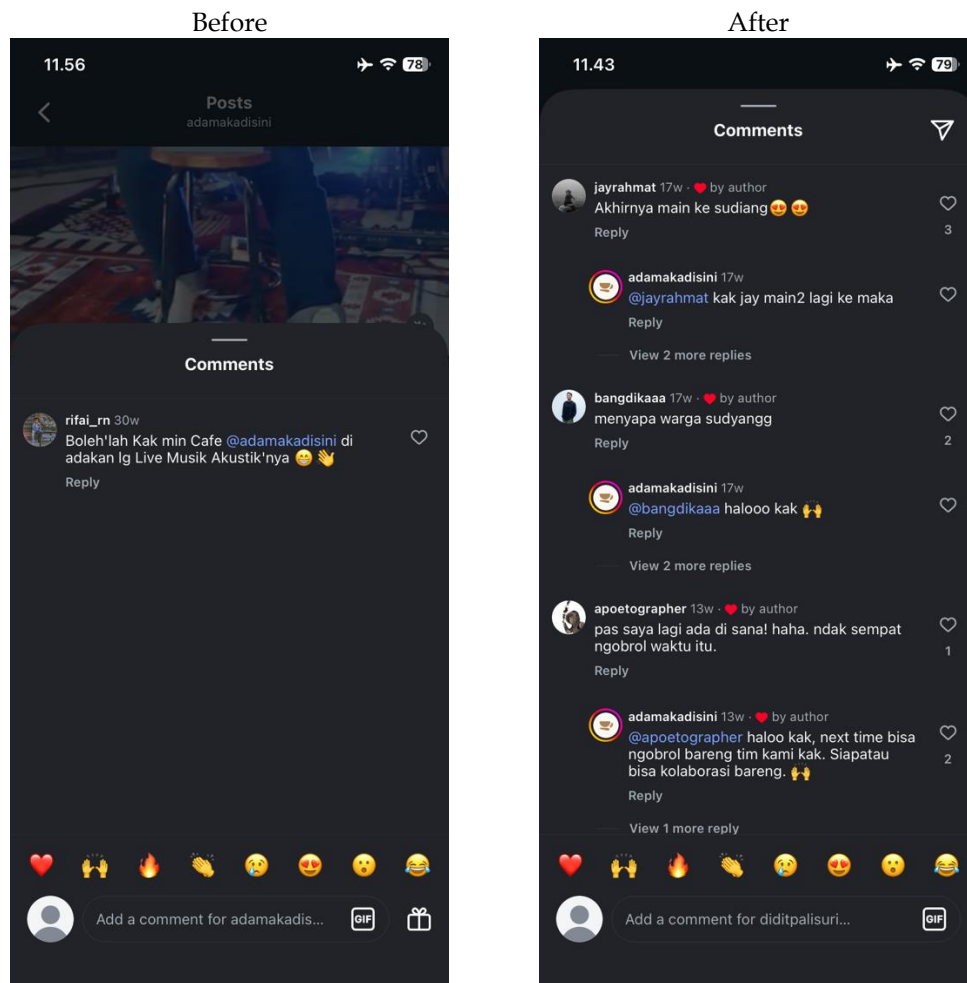 Before
11.56
78
Posts
adamakadisini
Comments
rifai_rn 30w
Boleh'lah Kak min Cafe @adamakadisini di
adakan Ig Live Musik Akustik'nya 😁👋
Reply
Add a comment for adamakadis...
GIF
After
11.43
79
Comments
jayrahmat 17w · ❤️ by author
Akhirnya main ke sudiang😍😍
Reply
3
adamakadisini 17w
@jayrahmat kak jay main2 lagi ke maka
Reply
View 2 more replies
bangdikaaa 17w · ❤️ by author
menyapa warga sudyangg
Reply
2
adamakadisini 17w
@bangdikaaa halooo kak 🙌
Reply
View 2 more replies
apoetographer 13w · ❤️ by author
pas saya lagi ada di sana! haha. ndak sempat
ngobrol waktu itu.
Reply
1
adamakadisini 13w · ❤️ by author
@apoetographer haloo kak, next time bisa
ngobrol bareng tim kami kak. Siapatau
bisa kolaborasi bareng. 🙌
Reply
2
View 1 more reply
Add a comment for diditpalisuri...
GIF